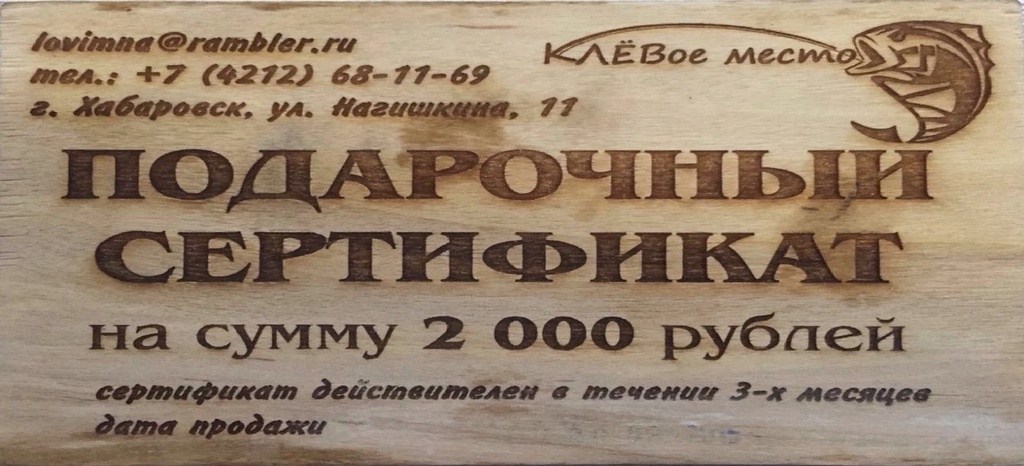 lovimna@rambler.ru
тел.: +7 (4212) 68-11-69
г. Хабаровск, ул. Нагишкина, 11
КЛЁВое место
ПОДАРОЧНЫЙ
СЕРТИФИКАТ
на сумму 2 000 рублей
сертификат действителен в течении 3-х месяцев
дата продажи